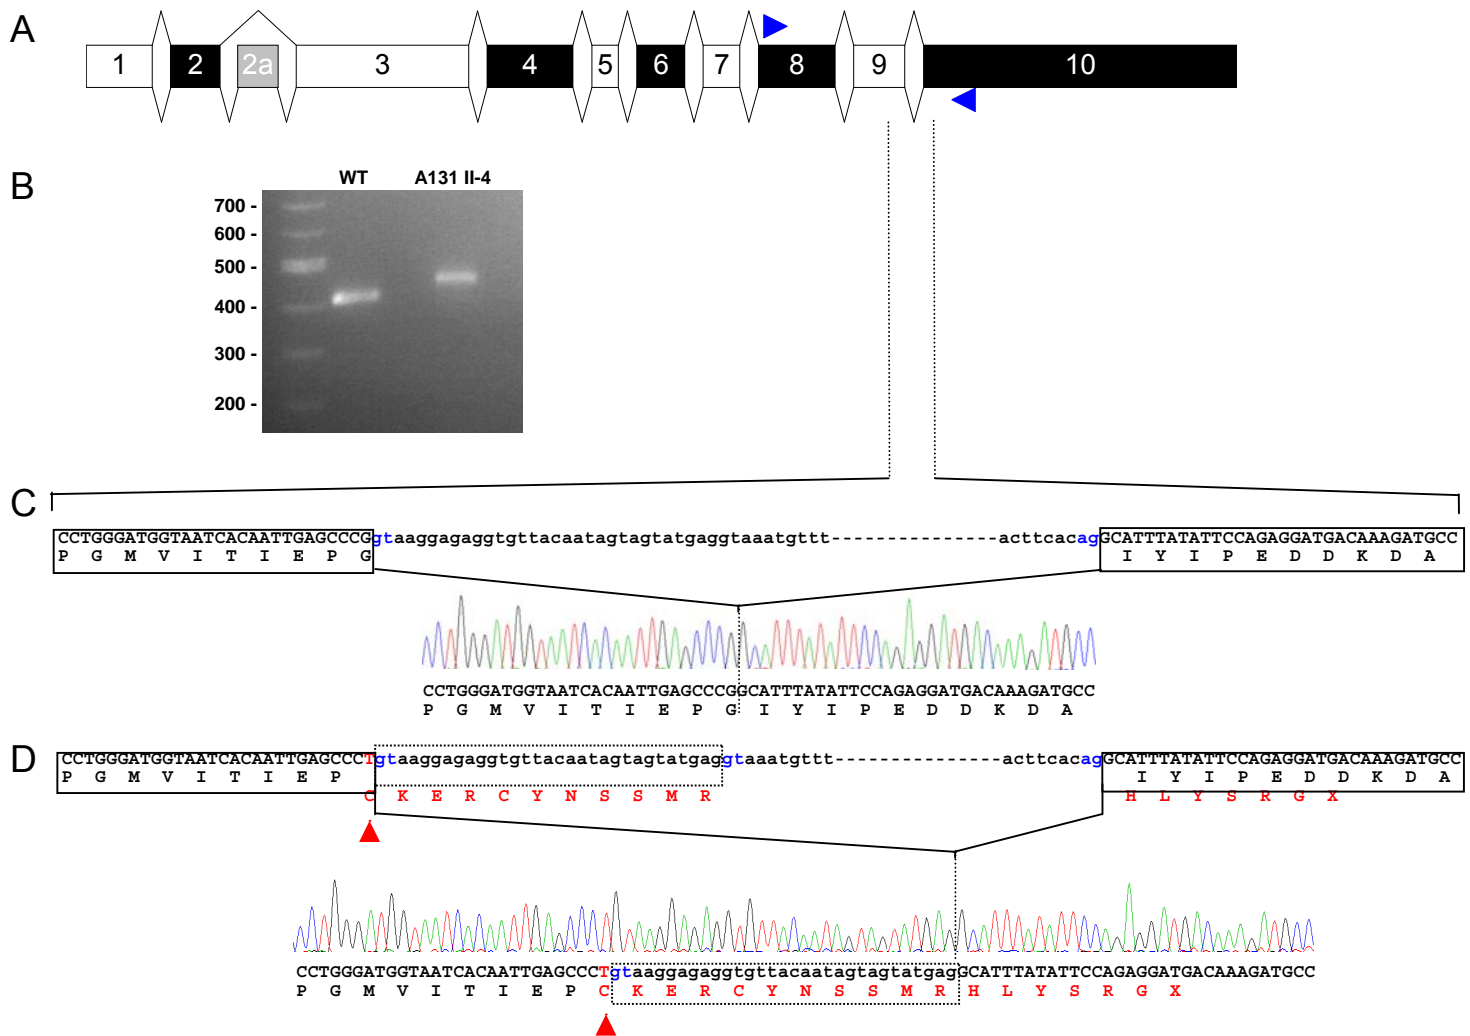 A
1 2 2a 3 4 5 6 7 8 9 10
B
WT A131 II-4
700 -
600 -
500 -
400 -
300 -
200 -
C
CCTGGGATGGTAATCACAATTGAGCCCGgtaaggagaggtgttacaatagtagtatgaggtaaatgttt--------------acttcacagGCATTTATATTCCAGAGGATGACAAAGATGCC
P G M V I T I E P G I Y I P E D D K D A
CCTGGGATGGTAATCACAATTGAGCCCGGCATTTATATTCCAGAGGATGACAAAGATGCC
P G M V I T I E P G I Y I P E D D K D A
D
CCTGGGATGGTAATCACAATTGAGCCCTgtaaggagaggtgttacaatagtagtatgaggtaaatgttt--------------acttcacagGCATTTATATTCCAGAGGATGACAAAGATGCC
P G M V I T I E P I Y I P E D D K D A
C K E R C Y N S S M R H L Y S R G X
CCTGGGATGGTAATCACAATTGAGCCCTgtaaggagaggtgttacaatagtagtatgagGCATTTATATTCCAGAGGATGACAAAGATGCC
P G M V I T I E P C K E R C Y N S S M R H L Y S R G X